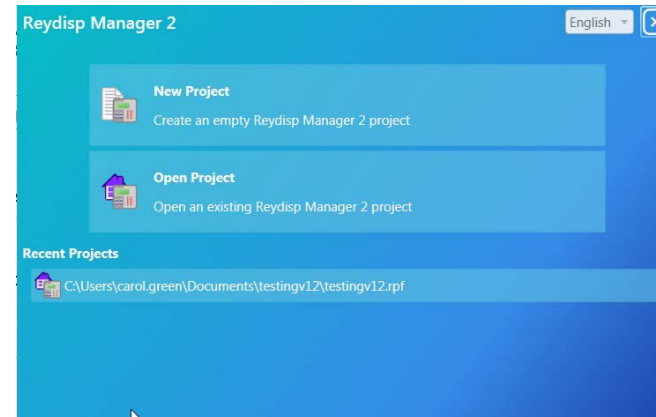 Reydisp Manager 2
English
New Project
Create an empty Reydisp Manager 2 project
Open Project
Open an existing Reydisp Manager 2 project
Recent Projects
C:\Users\carol.green\Documents\testingv12\testingv12.rpf